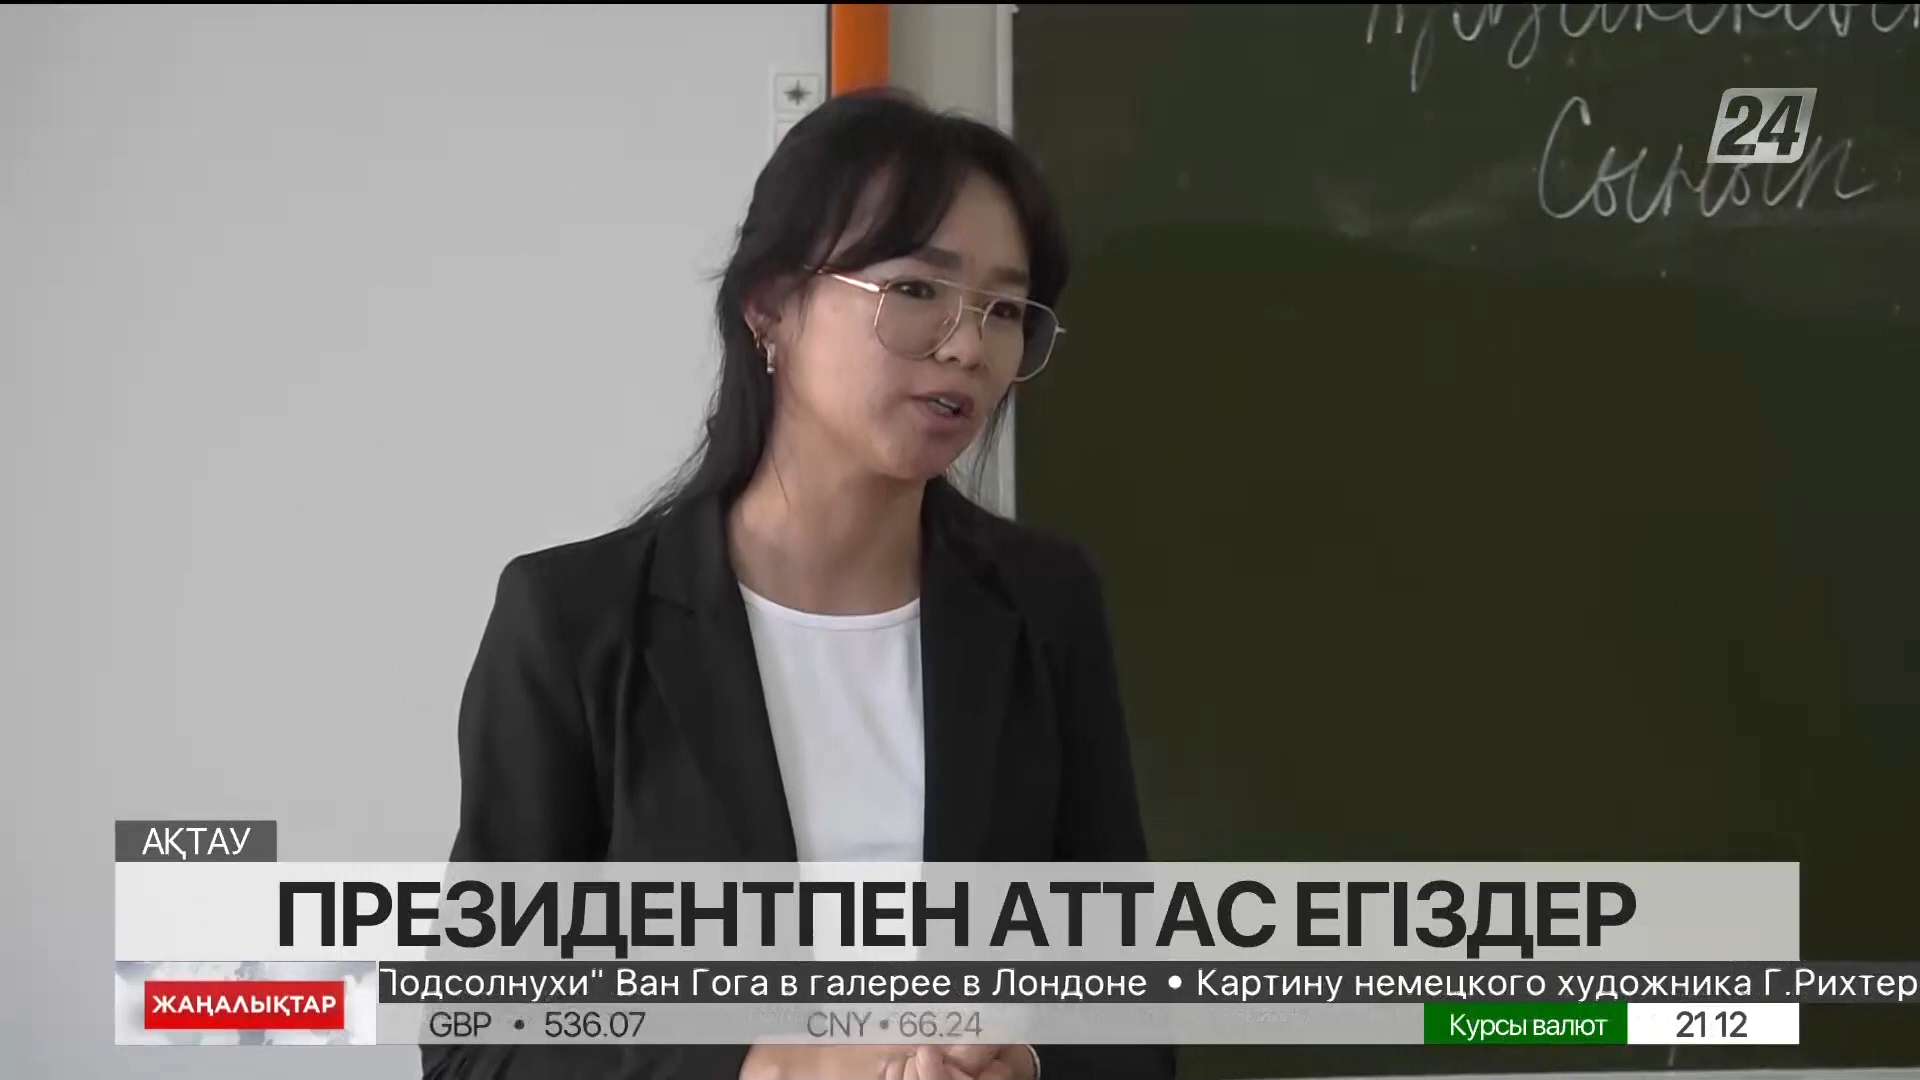 24
Сынып
АҚТАУ
ПРЕЗИДЕНТПЕН АТТАС ЕГІЗДЕР
ЖАҢАЛЫҚТАР
Подсолнухи" Ван Гога в галерее в Лондоне • Картину немецкого художника Г.Рихтер
GBP • 536.07 CNY • 66.24 Курсы валют 21 12